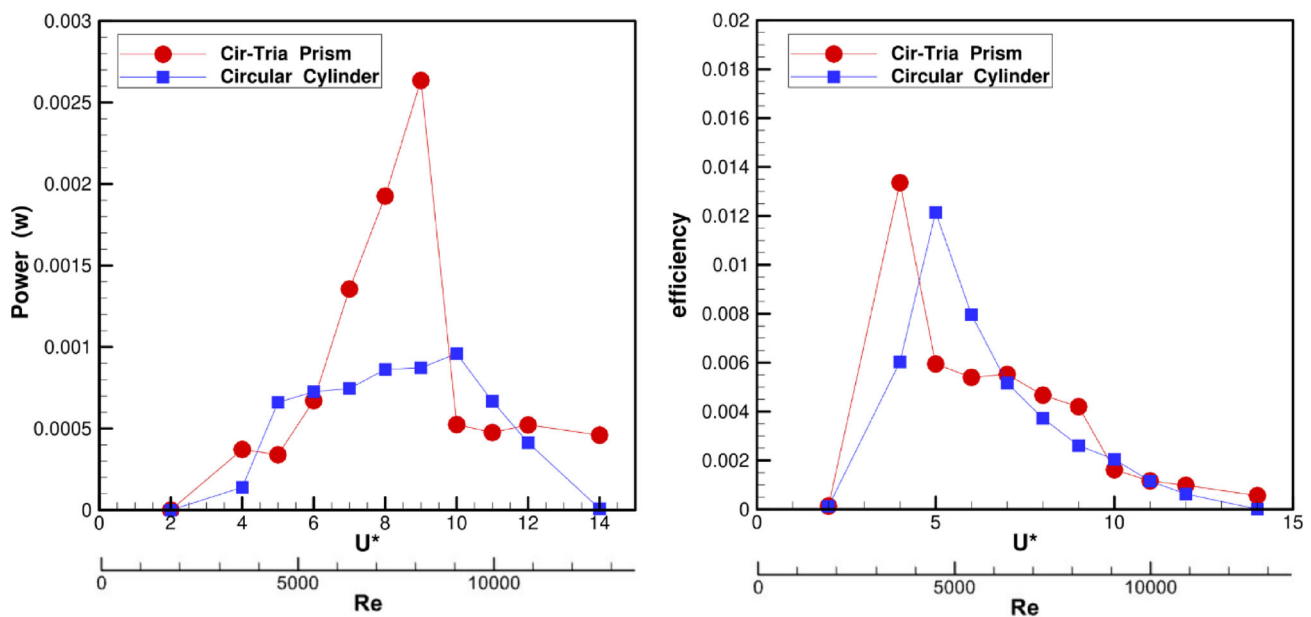 0.003
0.0025
0.002
0.0015
0.001
0.0005
0
Power (w)
Cir-Tria Prism
Circular Cylinder
0 2 4 6 8 10 12 14
U*
0 5000 10000
Re
0.02
0.018
0.016
0.014
0.012
0.01
0.008
0.006
0.004
0.002
0
efficiency
Cir-Tria Prism
Circular Cylinder
0 5 10 15
U*
0 5000 10000
Re